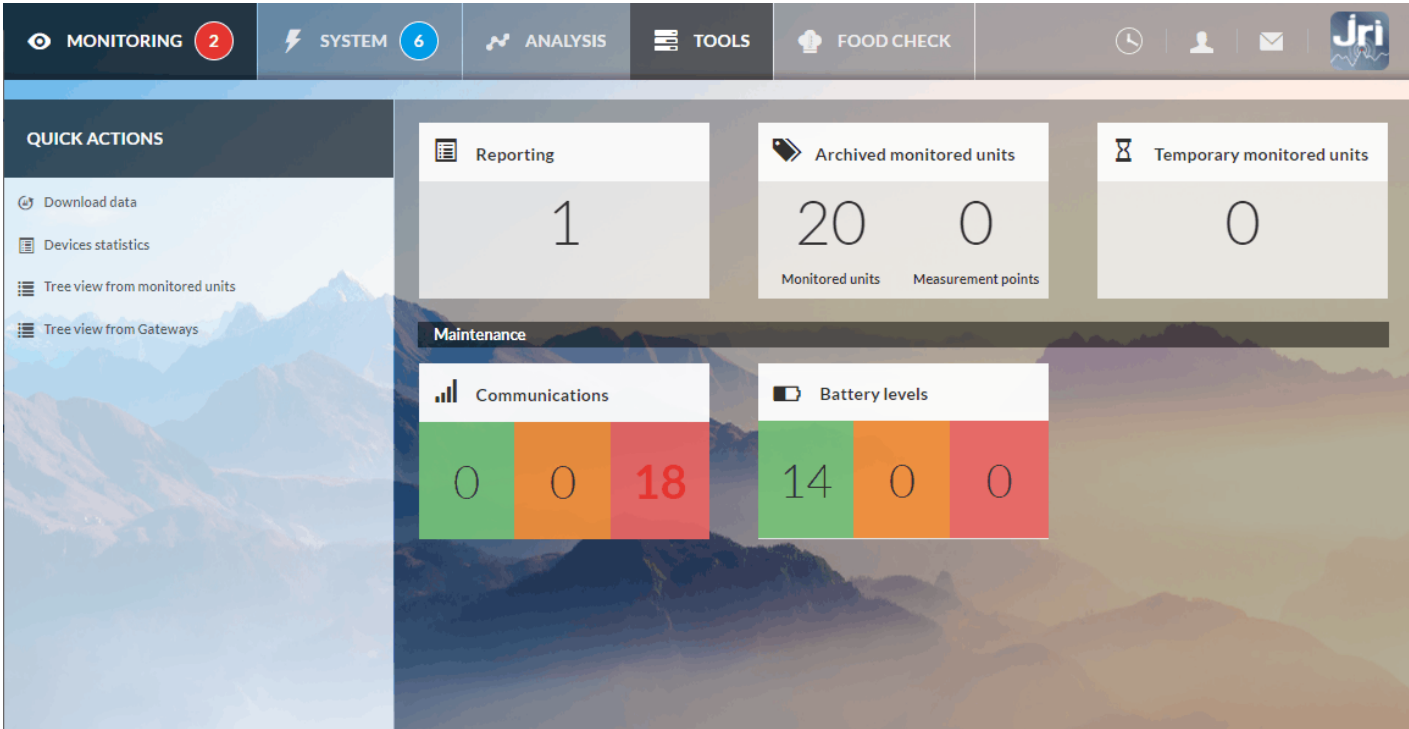 MONITORING 2 SYSTEM 6 ANALYSIS TOOLS FOOD CHECK jri
QUICK ACTIONS
Download data
Devices statistics
Tree view from monitored units
Tree view from Gateways
Reporting
1
Archived monitored units
20 0
Monitored units Measurement points
Temporary monitored units
0
Maintenance
Communications
0 0 18
Battery levels
14 0 0